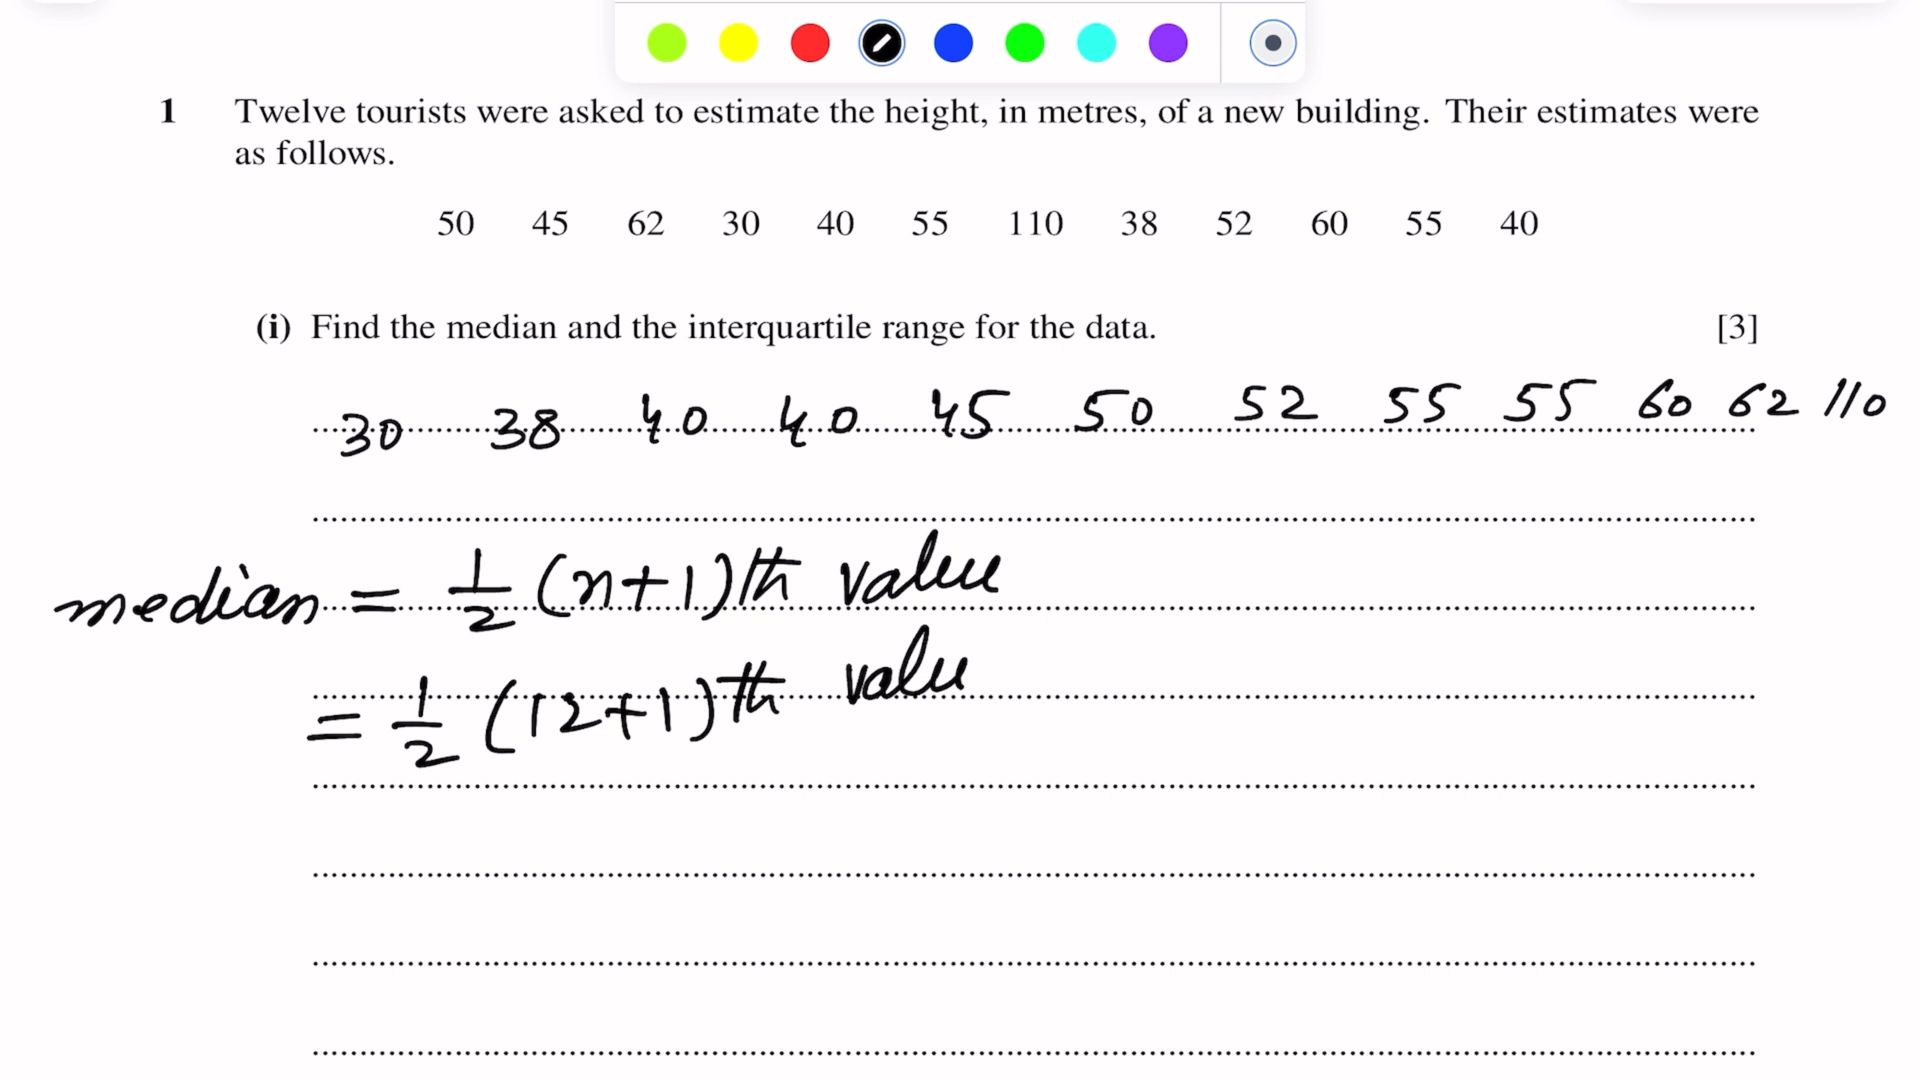 1 Twelve tourists were asked to estimate the height, in metres, of a new building. Their estimates were
as follows.
50 45 62 30 40 55 110 38 52 60 55 40
(i) Find the median and the interquartile range for the data. [3]
30 38 40 40 45 50 52 55 55 60 62 110
median = 1/2 (n+1)th value
= 1/2 (12+1)th value